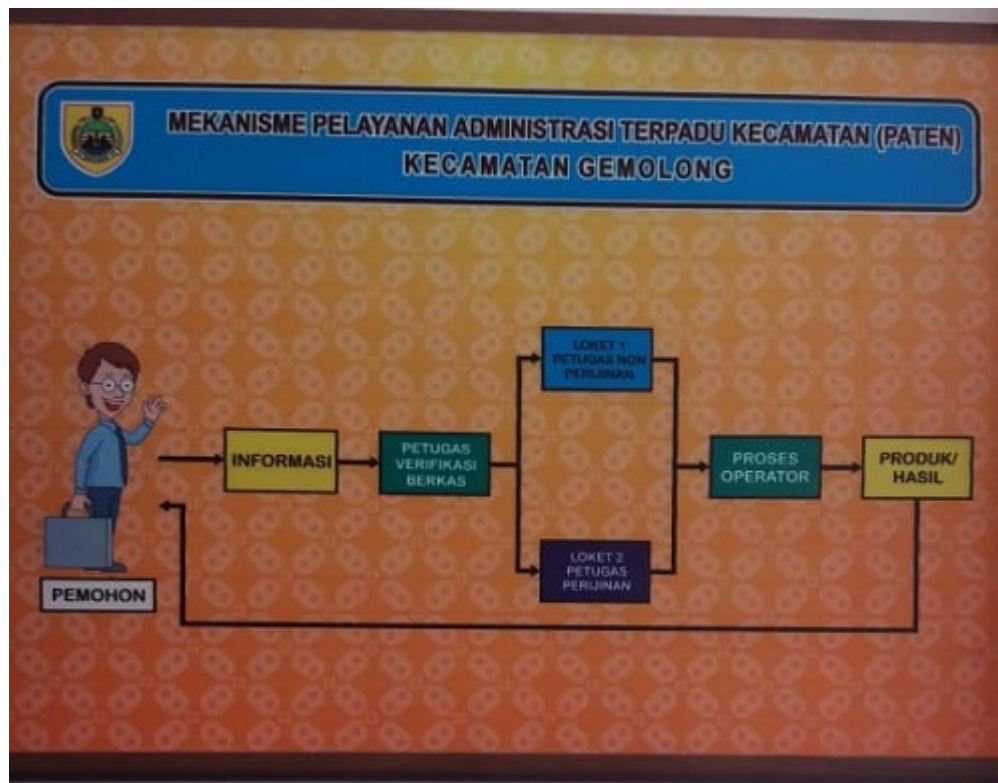 MEKANISME PELAYANAN ADMINISTRASI TERPADU KECAMATAN (PATEN)
KECAMATAN GEMOLONG
PEMOHON
INFORMASI
PETUGAS
VERIFIKASI
BERKAS
LOKET 1
PETUGAS NON
PERIJINAN
LOKET 2
PETUGAS
PERIJINAN
PROSES
OPERATOR
PRODUK/
HASIL